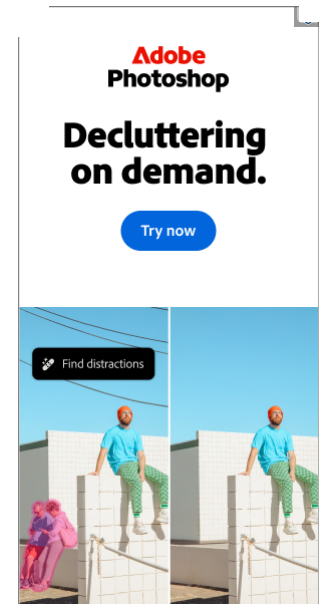 Adobe
Photoshop
Decluttering
on demand.
Try now
Find distractions